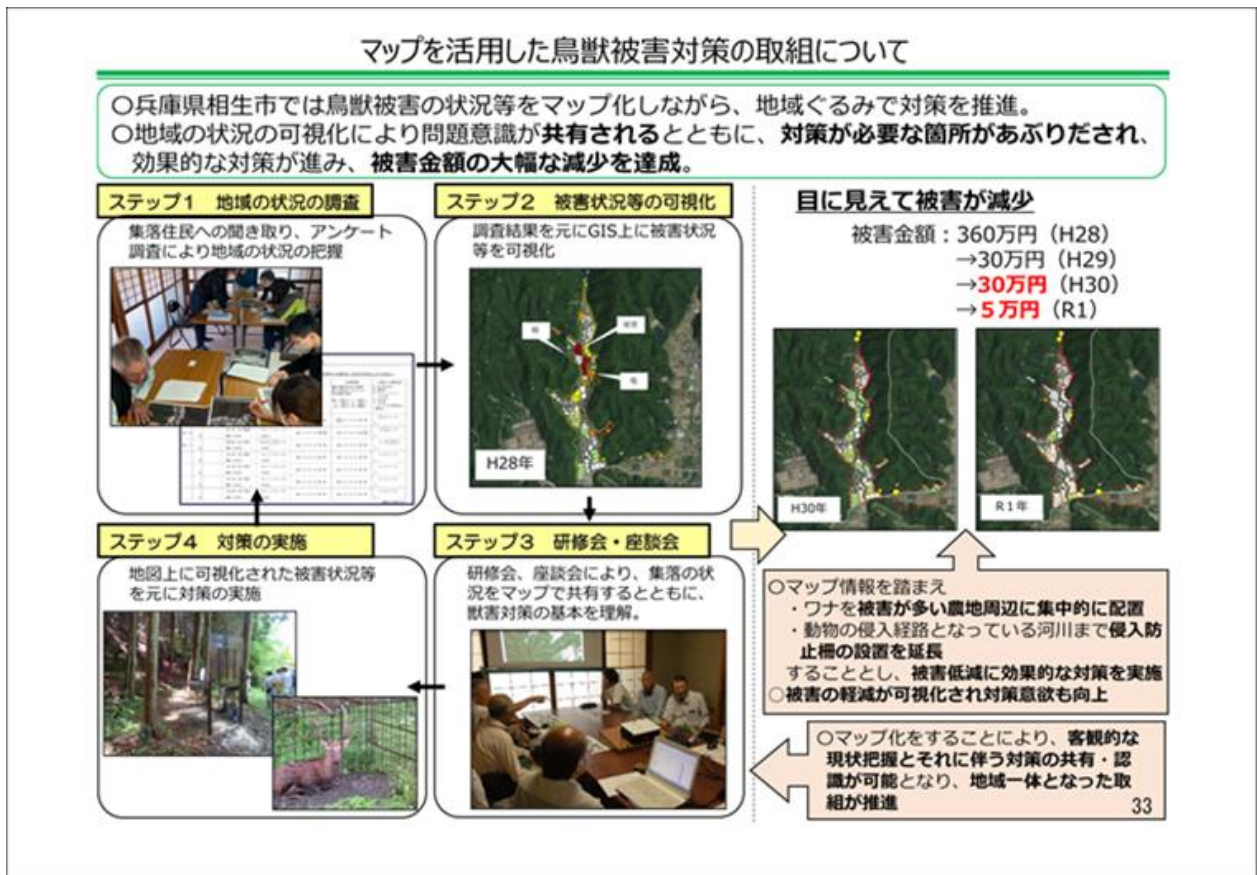 マップを活用した鳥獣被害対策の取組について
○兵庫県相生市では鳥獣被害の状況等をマップ化しながら、地域ぐるみで対策を推進。
○地域の状況の可視化により問題意識が共有されるとともに、対策が必要な箇所があぶりだされ、
効果的な対策が進み、被害金額の大幅な減少を達成。
ステップ1 地域の状況の調査
集落住民への聞き取り、アンケート
調査により地域の状況の把握
ステップ2 被害状況等の可視化
調査結果を元にGIS上に被害状況
等を可視化
H28年
ステップ3 研修会・座談会
研修会、座談会により、集落の状
況をマップで共有するとともに、
獣害対策の基本を理解。
ステップ4 対策の実施
地図上に可視化された被害状況等
を元に対策の実施
目に見えて被害が減少
被害金額：360万円（H28）
→30万円（H29）
→30万円（H30）
→5万円（R1）
H30年
R1年
○マップ情報を踏まえ
・ワナを被害が多い農地周辺に集中的に配置
・動物の侵入経路となっている河川まで侵入防
止柵の設置を延長
することとし、被害低減に効果的な対策を実施
○被害の軽減が可視化され対策意欲も向上
○マップ化をすることにより、客観的な
現状把握とそれに伴う対策の共有・認
識が可能となり、地域一体となった取
組が推進
33